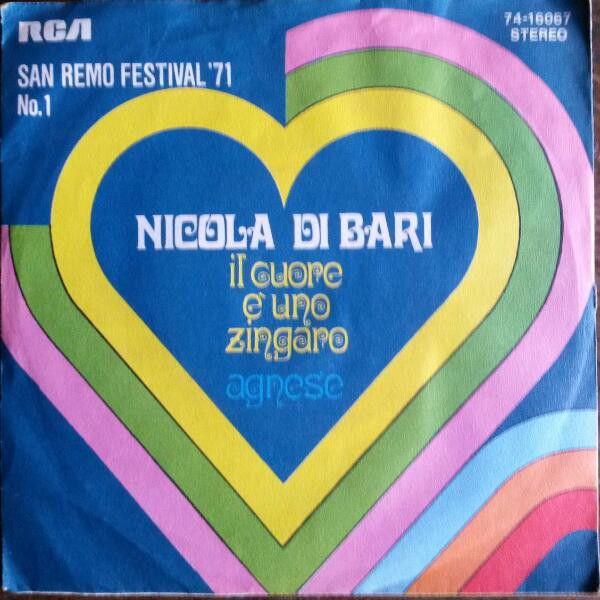 RCA
74-16067
STEREO
SAN REMO FESTIVAL '71
No.1
NICOLA DI BARI
il cuore
è uno
zingaro
agnese